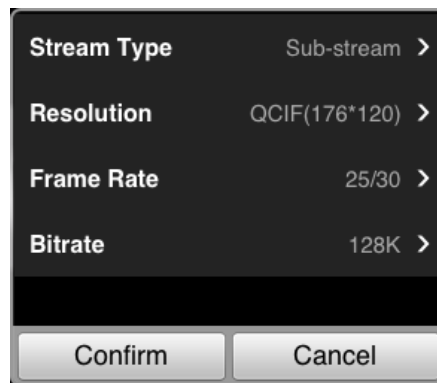 Stream Type Sub-stream >
Resolution QCIF(176*120) >
Frame Rate 25/30 >
Bitrate 128K >
Confirm Cancel